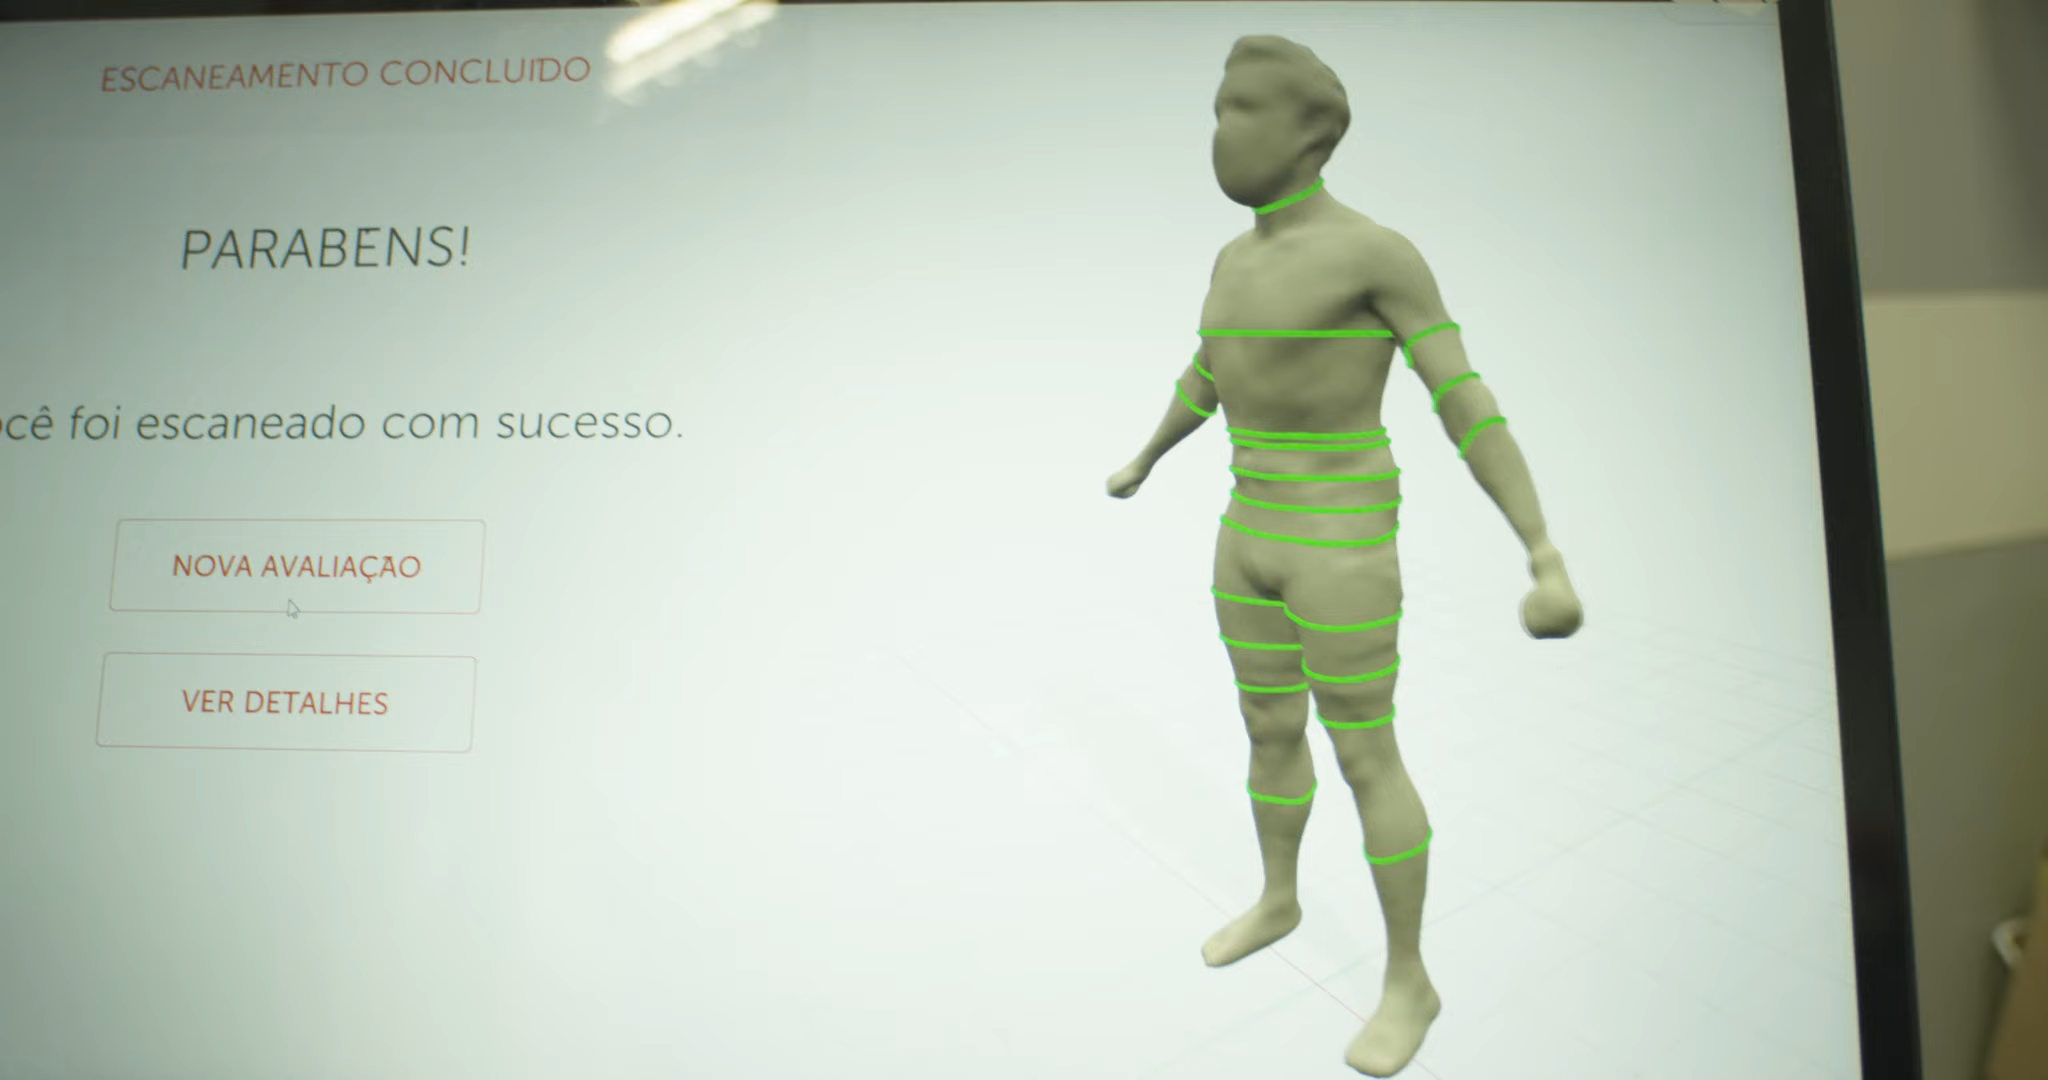 ESCANEAMENTO CONCLUIDO
PARABENS!
ocê foi escaneado com sucesso.
NOVA AVALIAÇAO
VER DETALHES